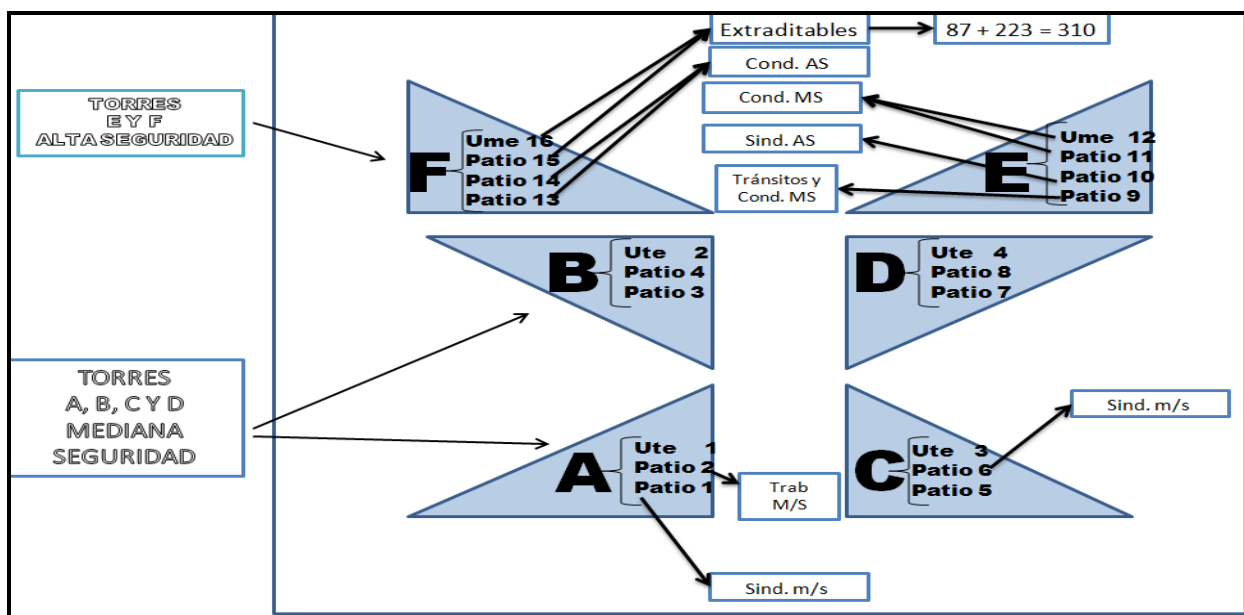 Extraditables
87 + 223 = 310
Cond. AS
Cond. MS
Sind. AS
Tránsitos y
Cond. MS
TORRES
E Y F
ALTA SEGURIDAD
F
Ume 16
Patio 15
Patio 14
Patio 13
E
Ume 12
Patio 11
Patio 10
Patio 9
B
Ute 2
Patio 4
Patio 3
D
Ute 4
Patio 8
Patio 7
TORRES
A, B, C Y D
MEDIANA
SEGURIDAD
A
Ute 1
Patio 2
Patio 1
Trab
M/S
C
Ute 3
Patio 6
Patio 5
Sind. m/s
Sind. m/s